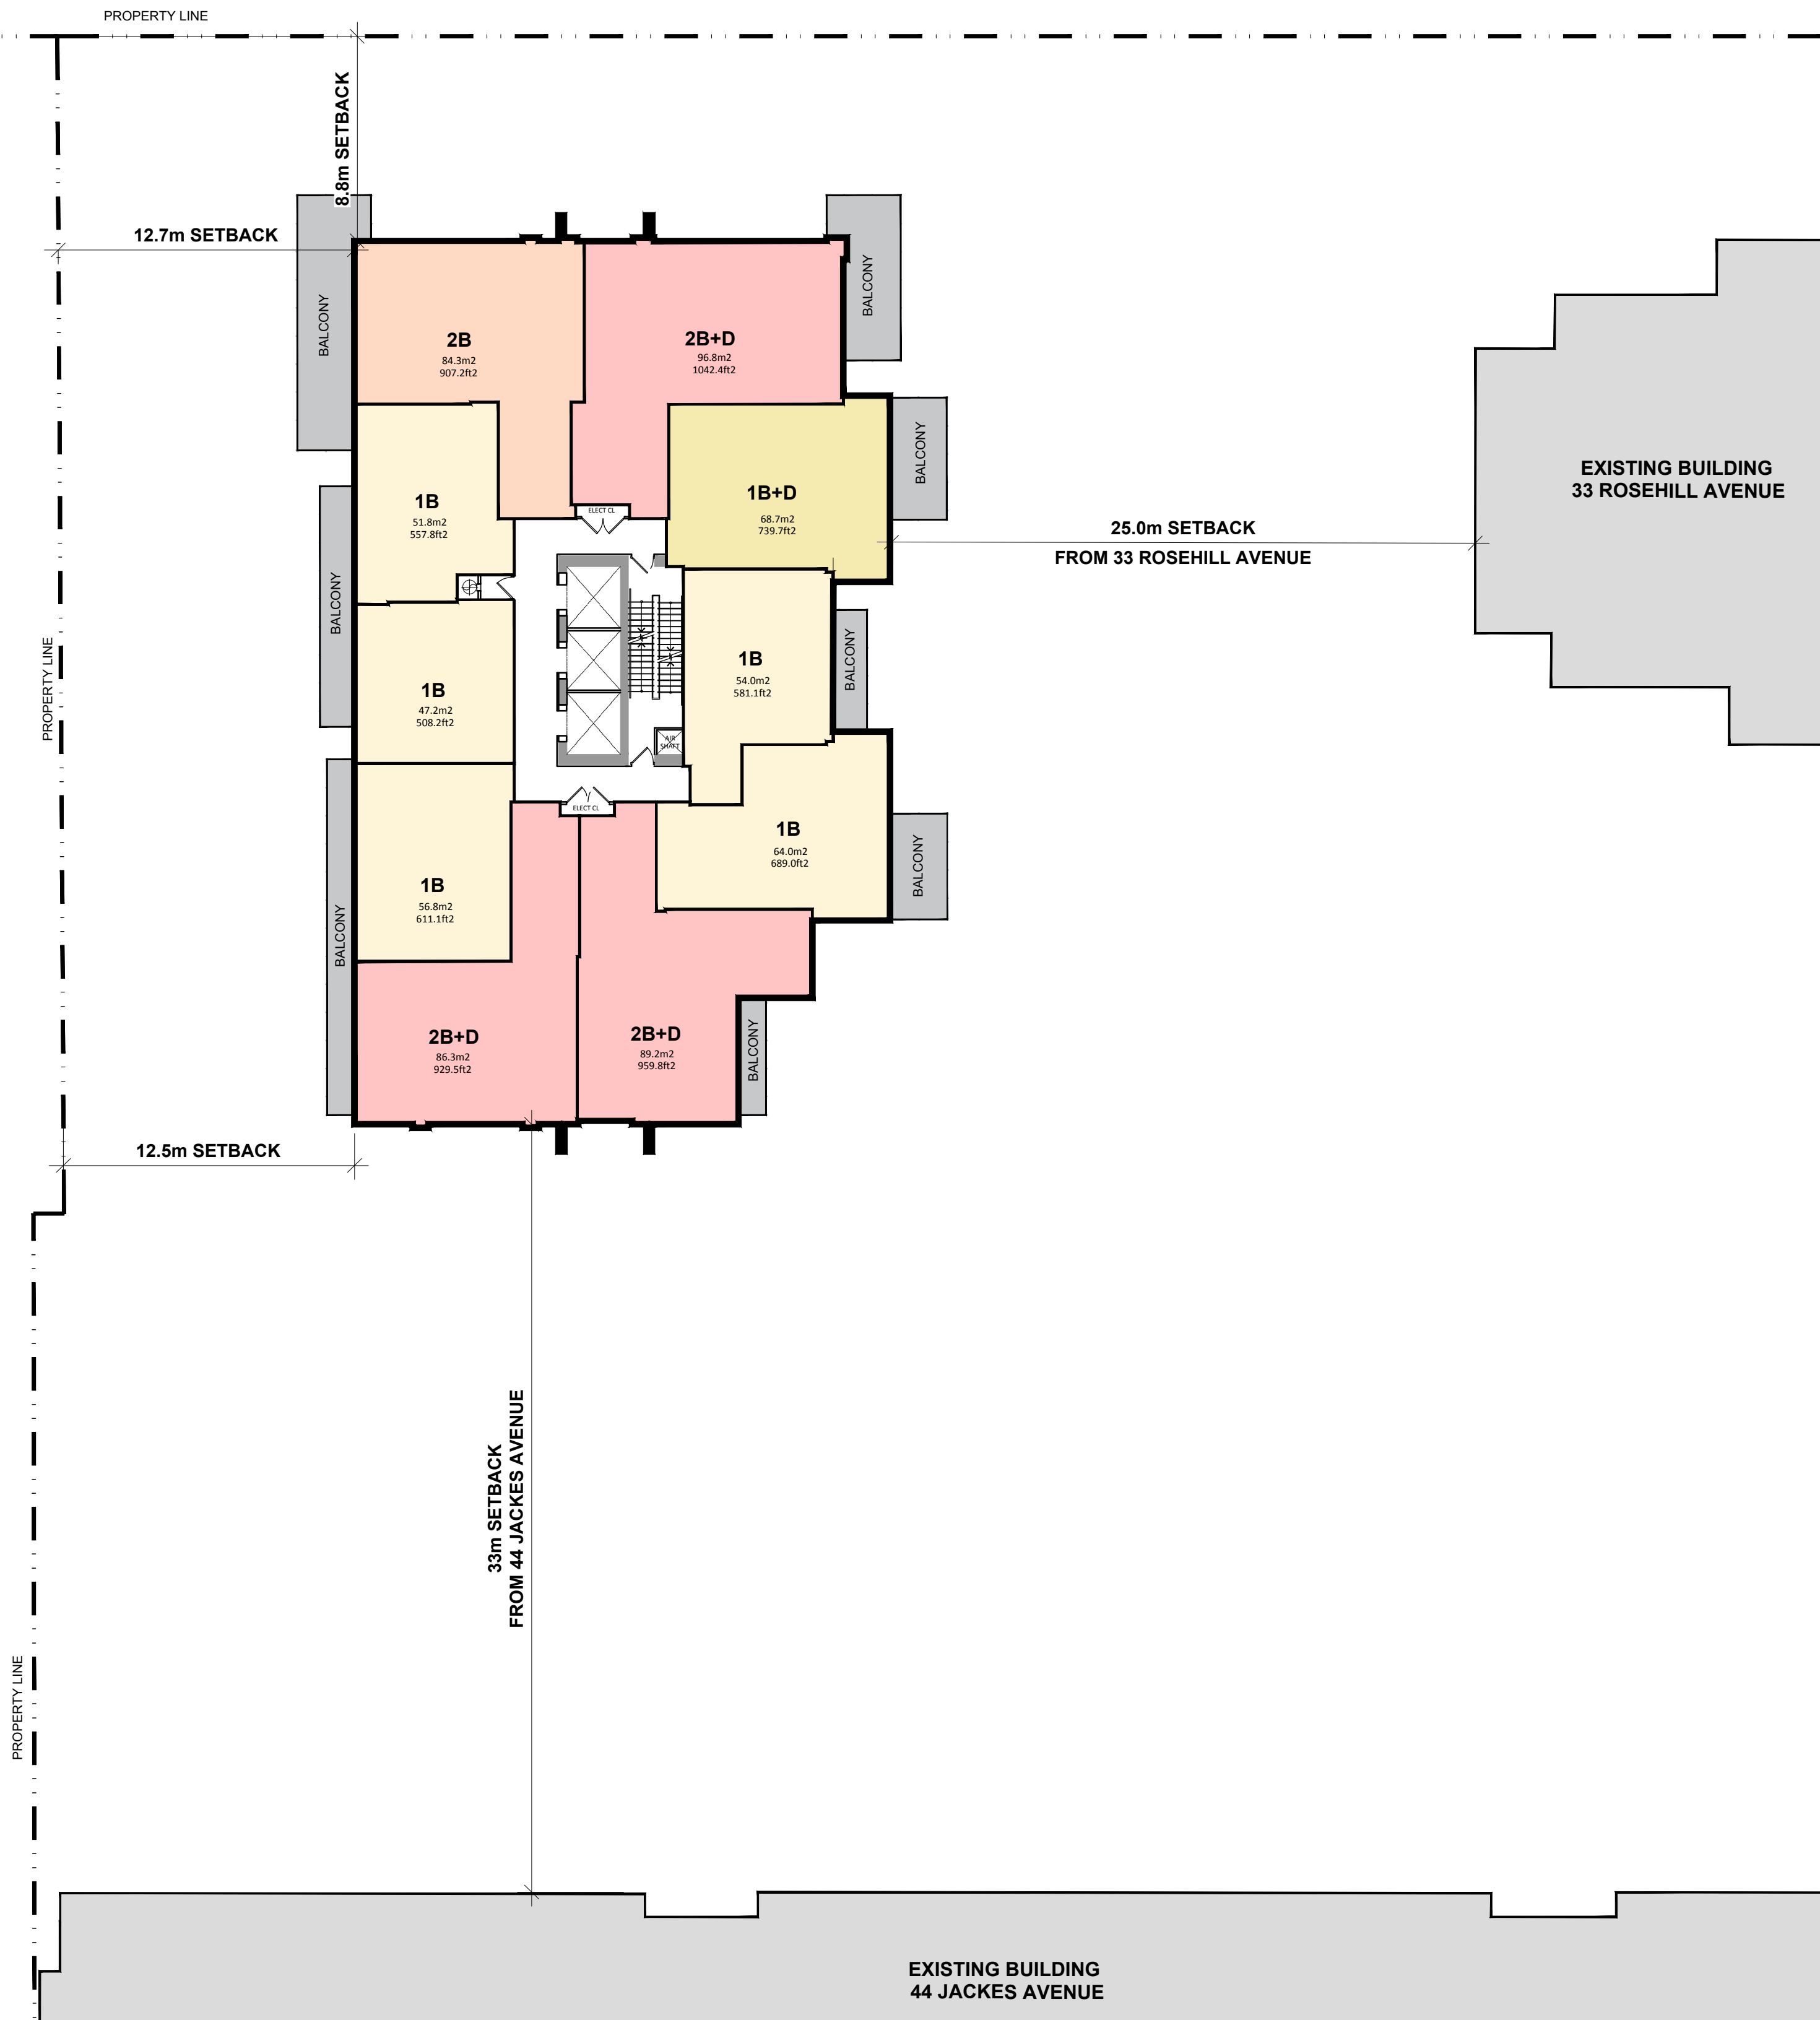 PROPERTY LINE
8.8m SETBACK
12.7m SETBACK
BALCONY
BALCONY
2B
84.3m2
907.2ft2
2B+D
96.8m2
1042.4ft2
BALCONY
EXISTING BUILDING
33 ROSEHILL AVENUE
1B
51.8m2
557.8ft2
1B+D
68.7m2
739.7ft2
ELECT CL
25.0m SETBACK
FROM 33 ROSEHILL AVENUE
BALCONY
PROPERTY LINE
1B
47.2m2
508.2ft2
1B
54.0m2
581.1ft2
BALCONY
AIR
SHAFT
ELECT CL
1B
64.0m2
689.0ft2
BALCONY
1B
56.8m2
611.1ft2
BALCONY
2B+D
86.3m2
929.5ft2
2B+D
89.2m2
959.8ft2
BALCONY
12.5m SETBACK
33m SETBACK
FROM 44 JACKES AVENUE
PROPERTY LINE
EXISTING BUILDING
44 JACKES AVENUE